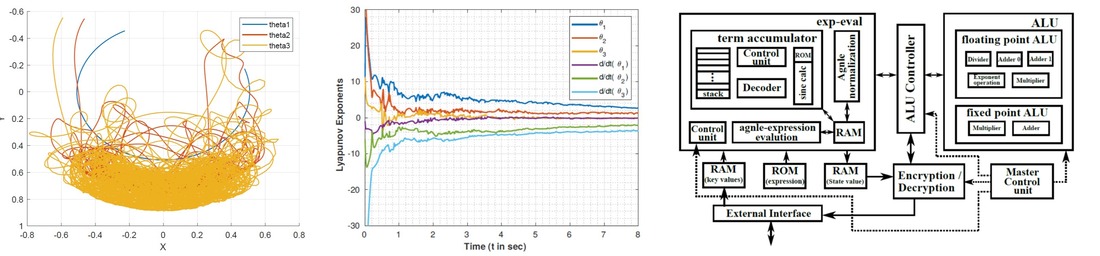 -0.6
-0.4
-0.2
0
0.2
0.4
0.6
0.8
1
-0.8
-0.6
-0.4
-0.2
0
0.2
0.4
0.6
0.8
X
theta1
theta2
theta3
30
20
10
0
-10
-20
-30
0
1
2
3
4
5
6
7
8
Lyapunov Exponents
Time (t in sec)
θ1
θ2
θ3
d/dt( θ1)
d/dt( θ2)
d/dt( θ3)
exp-eval
term accumulator
stack
Control
unit
Decoder
ROM
sine calc
Agnle
normalization
Control
unit
agnle-expression
evalution
RAM
RAM
(key values)
ROM
(expression)
RAM
(State value)
External Interface
ALU Controller
Encryption /
Decryption
ALU
floating point ALU
Divider
Adder 0
Adder 1
Exponent
operation
Multiplier
fixed point ALU
Multiplier
Adder
Master
Control
unit